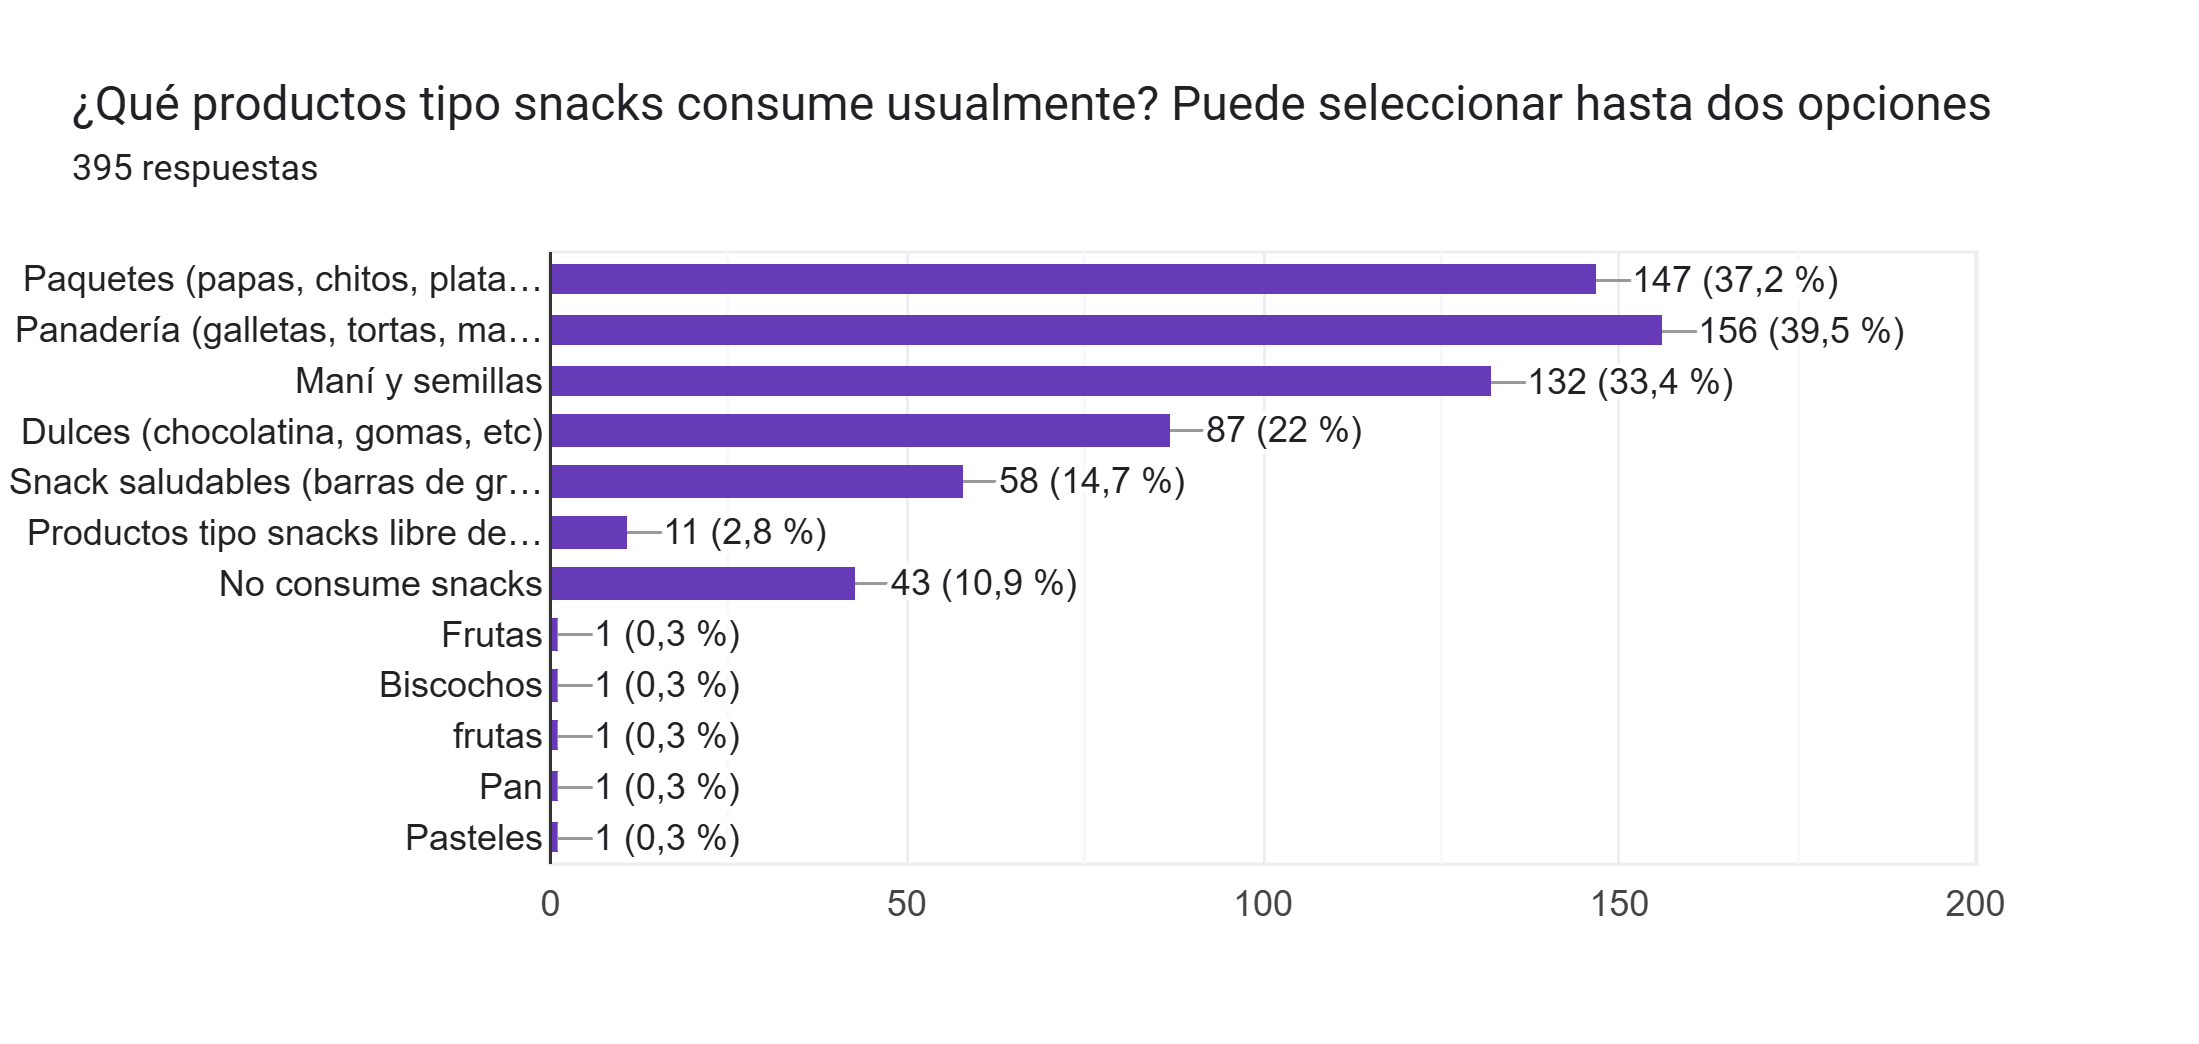 ¿Qué productos tipo snacks consume usualmente? Puede seleccionar hasta dos opciones
395 respuestas
Paquetes (papas, chitos, plata… 147 (37,2 %)
Panadería (galletas, tortas, ma… 156 (39,5 %)
Maní y semillas 132 (33,4 %)
Dulces (chocolatina, gomas, etc) 87 (22 %)
Snack saludables (barras de gr… 58 (14,7 %)
Productos tipo snacks libre de… 11 (2,8 %)
No consume snacks 43 (10,9 %)
Frutas 1 (0,3 %)
Biscochos 1 (0,3 %)
frutas 1 (0,3 %)
Pan 1 (0,3 %)
Pasteles 1 (0,3 %)
0 50 100 150 200